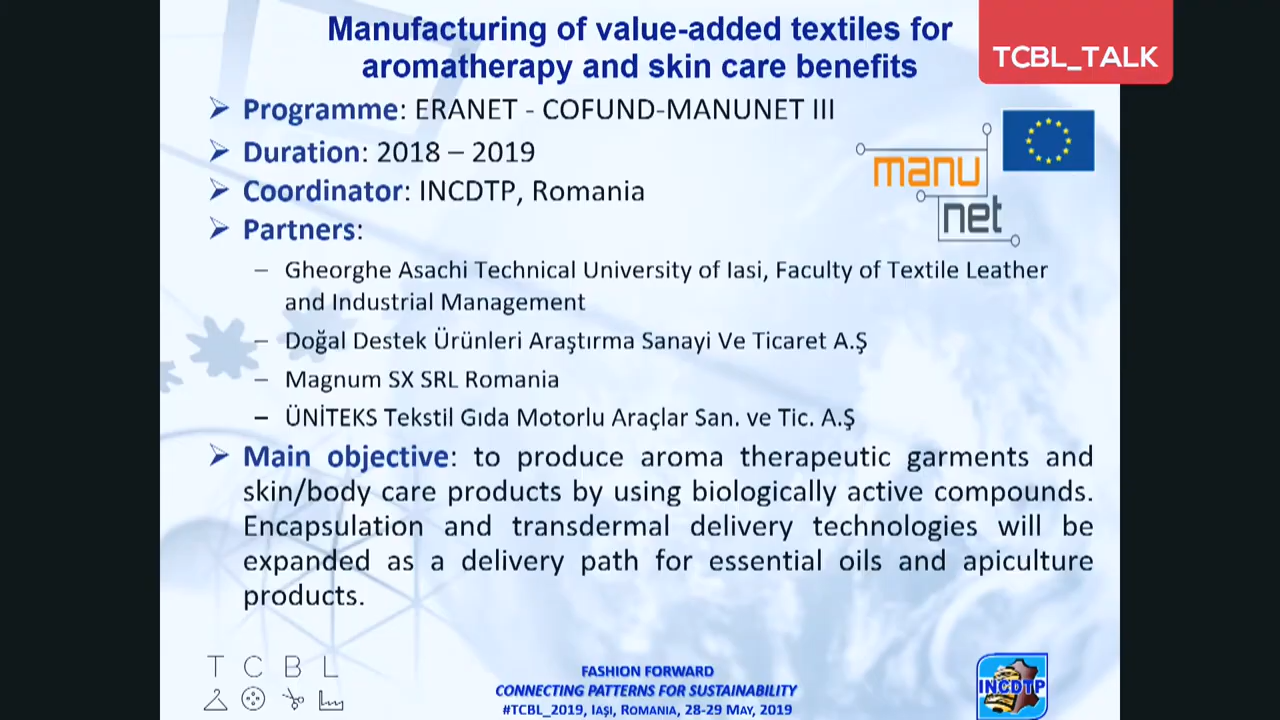 Manufacturing of value-added textiles for
aromatherapy and skin care benefits
TCBL_TALK
Programme: ERANET - COFUND-MANUNET III
Duration: 2018 – 2019
Coordinator: INCDTP, Romania
manu
net
Partners:
– Gheorghe Asachi Technical University of Iasi, Faculty of Textile Leather
and Industrial Management
– Doğal Destek Ürünleri Araştırma Sanayi Ve Ticaret A.Ş
– Magnum SX SRL Romania
– ÜNİTEKS Tekstil Gıda Motorlu Araçlar San. ve Tic. A.Ş
Main objective: to produce aroma therapeutic garments and
skin/body care products by using biologically active compounds.
Encapsulation and transdermal delivery technologies will be
expanded as a delivery path for essential oils and apiculture
products.
T C B L
FASHION FORWARD
CONNECTING PATTERNS FOR SUSTAINABILITY
#TCBL_2019, IAŞI, ROMANIA, 28-29 MAY, 2019
INCDTP